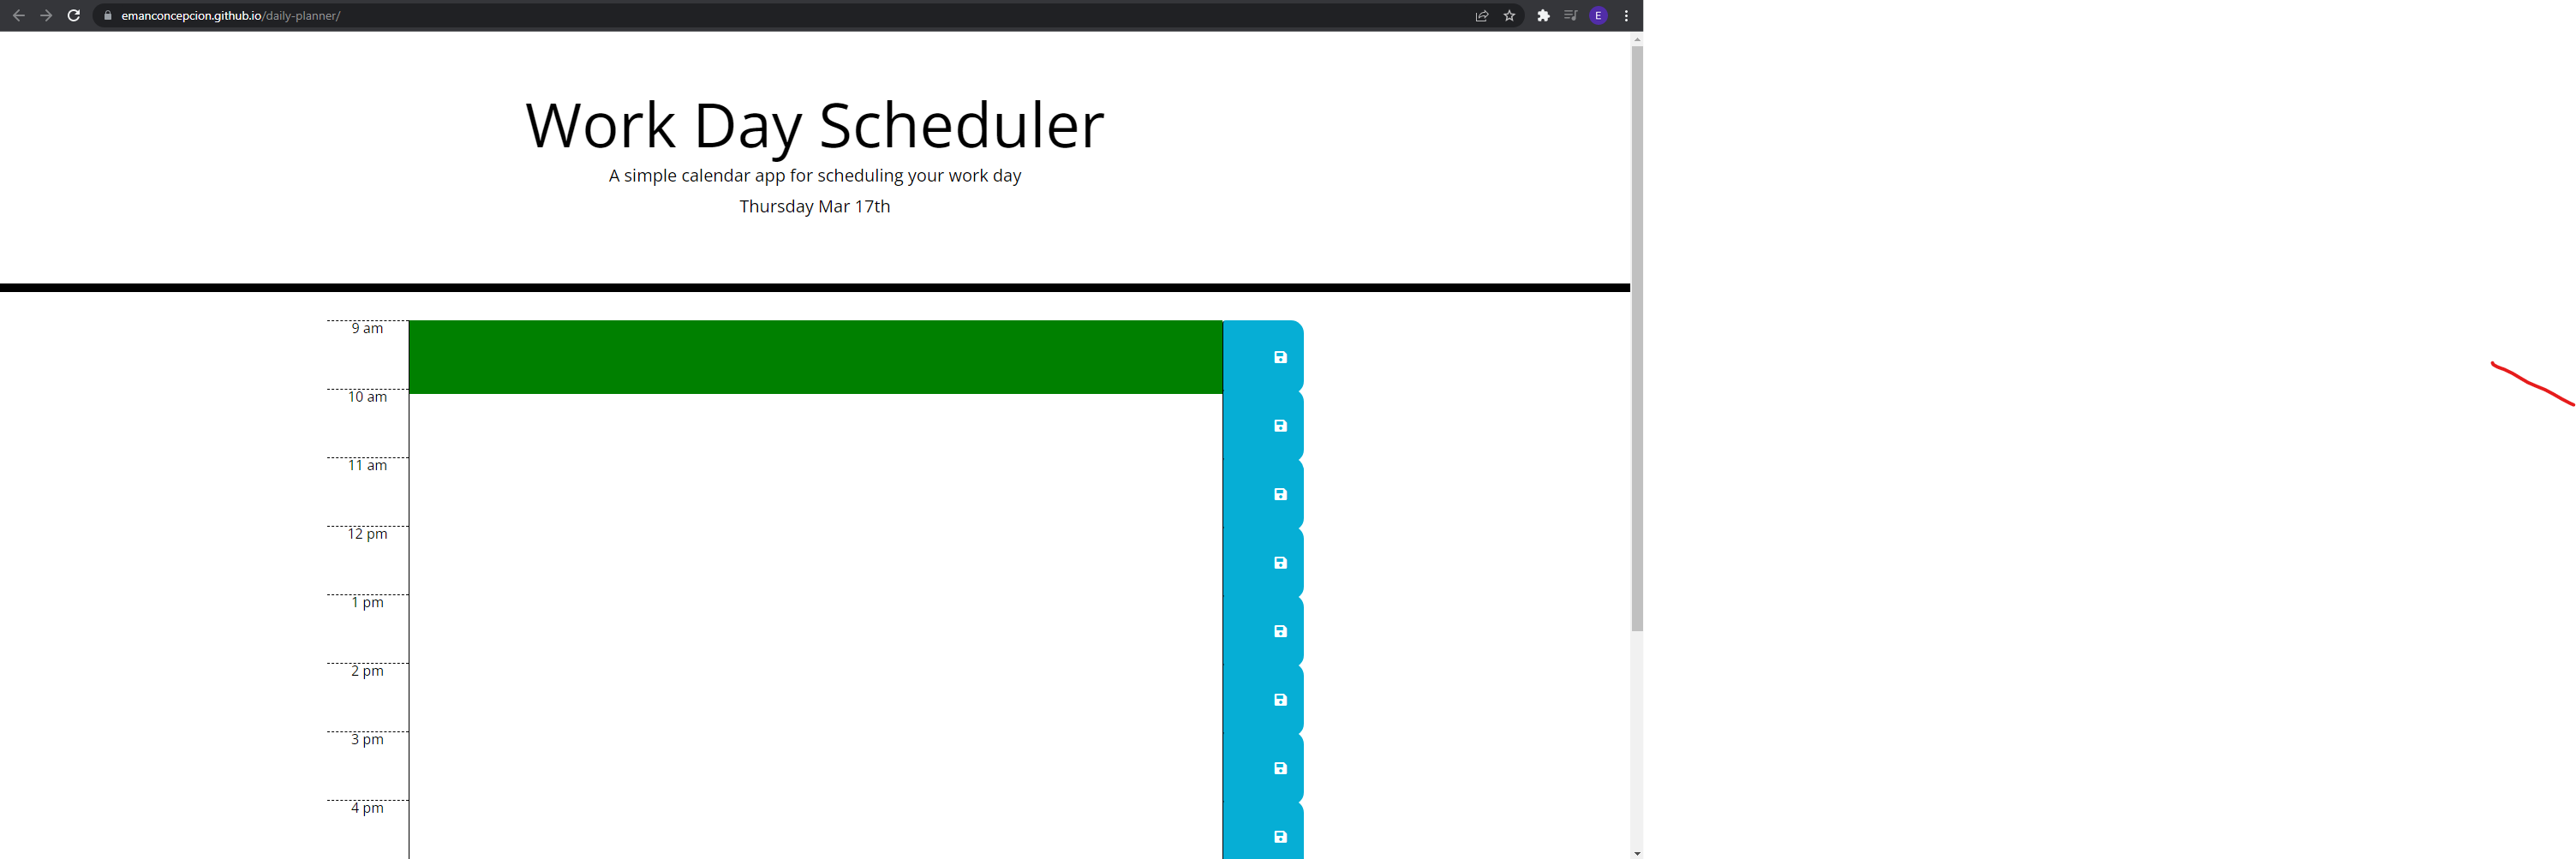 emanconcepcion.github.io/daily-planner/
E
Work Day Scheduler
A simple calendar app for scheduling your work day
Thursday Mar 17th
9 am
10 am
11 am
12 pm
1 pm
2 pm
3 pm
4 pm